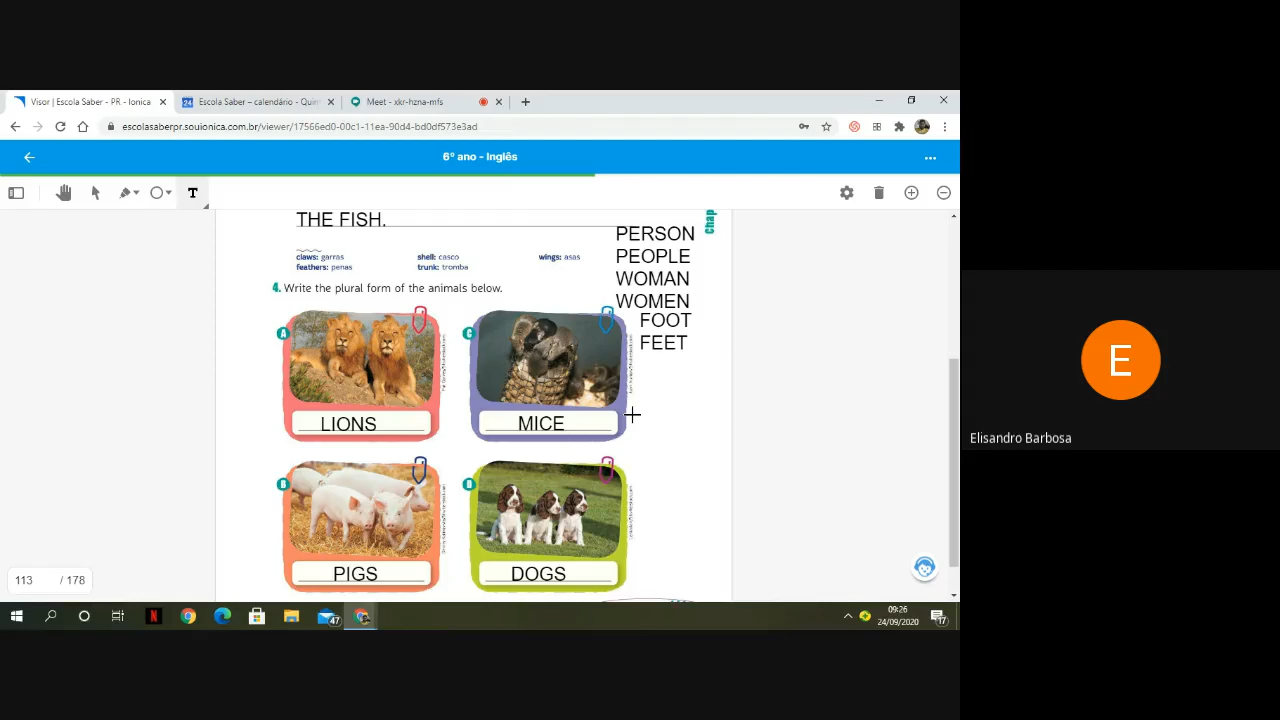 Visor | Escola Saber - PR - Ionica
Escola Saber – calendário - Quin
Meet - xkr-hzna-mfs
escolasaberpr.souionica.com.br/viewer/17566ed0-00c1-11ea-90d4-bd0df573e3ad
6º ano - Inglês
T
THE FISH.
Chap
PERSON
PEOPLE
WOMAN
WOMEN
FOOT
FEET
claws: garras
shell: casco
wings: asas
feathers: penas
trunk: tromba
4. Write the plural form of the animals below.
A
LIONS
C
MICE
B
PIGS
D
DOGS
113 / 178
E
Elisandro Barbosa
47
09:26
24/09/2020
17